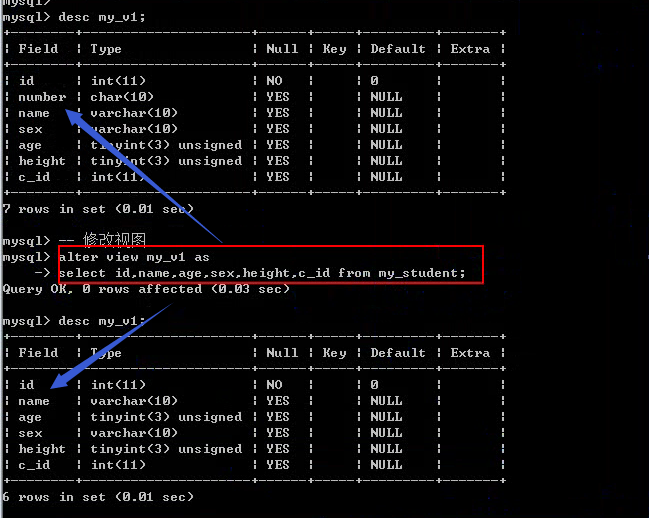 mysql>
mysql> desc my_v1;
+--------+---------------------+------+-----+---------+-------+
| Field  | Type                | Null | Key | Default | Extra |
+--------+---------------------+------+-----+---------+-------+
| id     | int(11)             | NO   |     | 0       |       |
| number | char(10)            | YES  |     | NULL    |       |
| name   | varchar(10)         | YES  |     | NULL    |       |
| sex    | varchar(10)         | YES  |     | NULL    |       |
| age    | tinyint(3) unsigned | YES  |     | NULL    |       |
| height | tinyint(3) unsigned | YES  |     | NULL    |       |
| c_id   | int(11)             | YES  |     | NULL    |       |
+--------+---------------------+------+-----+---------+-------+
7 rows in set (0.01 sec)
mysql> -- 修改视图
mysql> alter view my_v1 as
    -> select id,name,age,sex,height,c_id from my_student;
Query OK, 0 rows affected (0.03 sec)
mysql> desc my_v1;
+--------+---------------------+------+-----+---------+-------+
| Field  | Type                | Null | Key | Default | Extra |
+--------+---------------------+------+-----+---------+-------+
| id     | int(11)             | NO   |     | 0       |       |
| name   | varchar(10)         | YES  |     | NULL    |       |
| age    | tinyint(3) unsigned | YES  |     | NULL    |       |
| sex    | varchar(10)         | YES  |     | NULL    |       |
| height | tinyint(3) unsigned | YES  |     | NULL    |       |
| c_id   | int(11)             | YES  |     | NULL    |       |
+--------+---------------------+------+-----+---------+-------+
6 rows in set (0.01 sec)